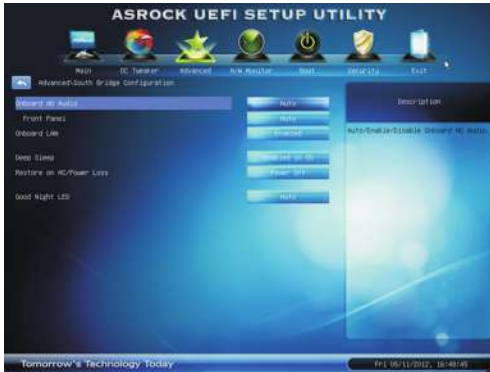 ASROCK UEFI SETUP UTILITY
Main OC Tweaker Advanced H/W Monitor Boot Security Exit
Advanced\South Bridge Configuration
Onboard HD Audio Auto
Description
Front Panel Auto
Onboard LAN Enabled
Auto/Enable/Disable Onboard HD Audio.
Deep Sleep in S5
Restore on AC/Power Loss Power Off
Good Night LED Auto
Tomorrow's Technology Today
Fri 05/11/2012, 16:48:45